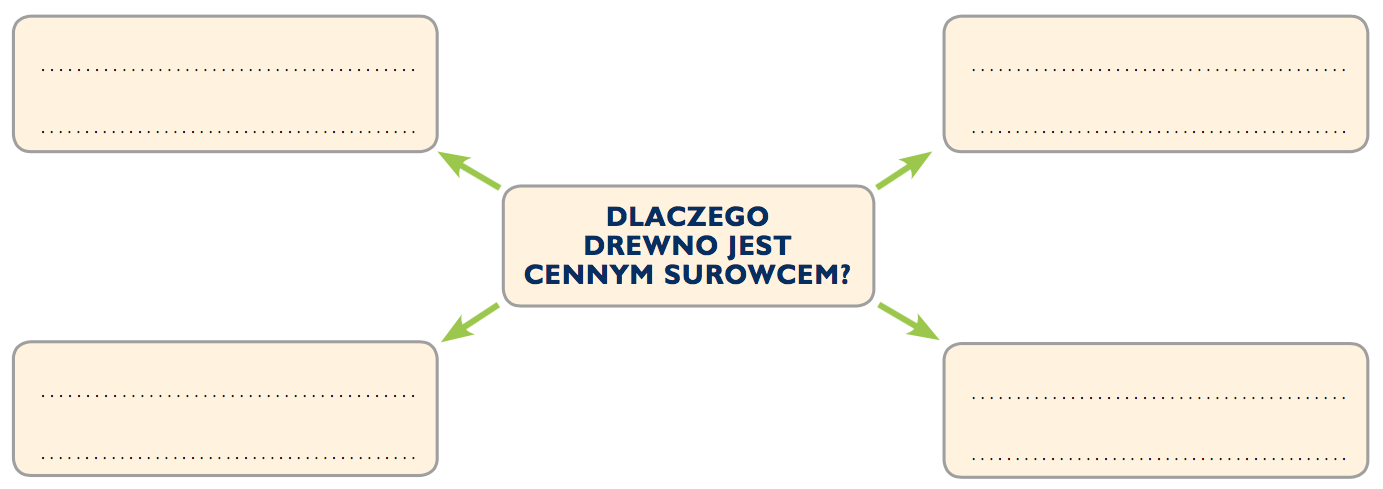 DLACZEGO
DREWNO JEST
CENNYM SUROWCEM?